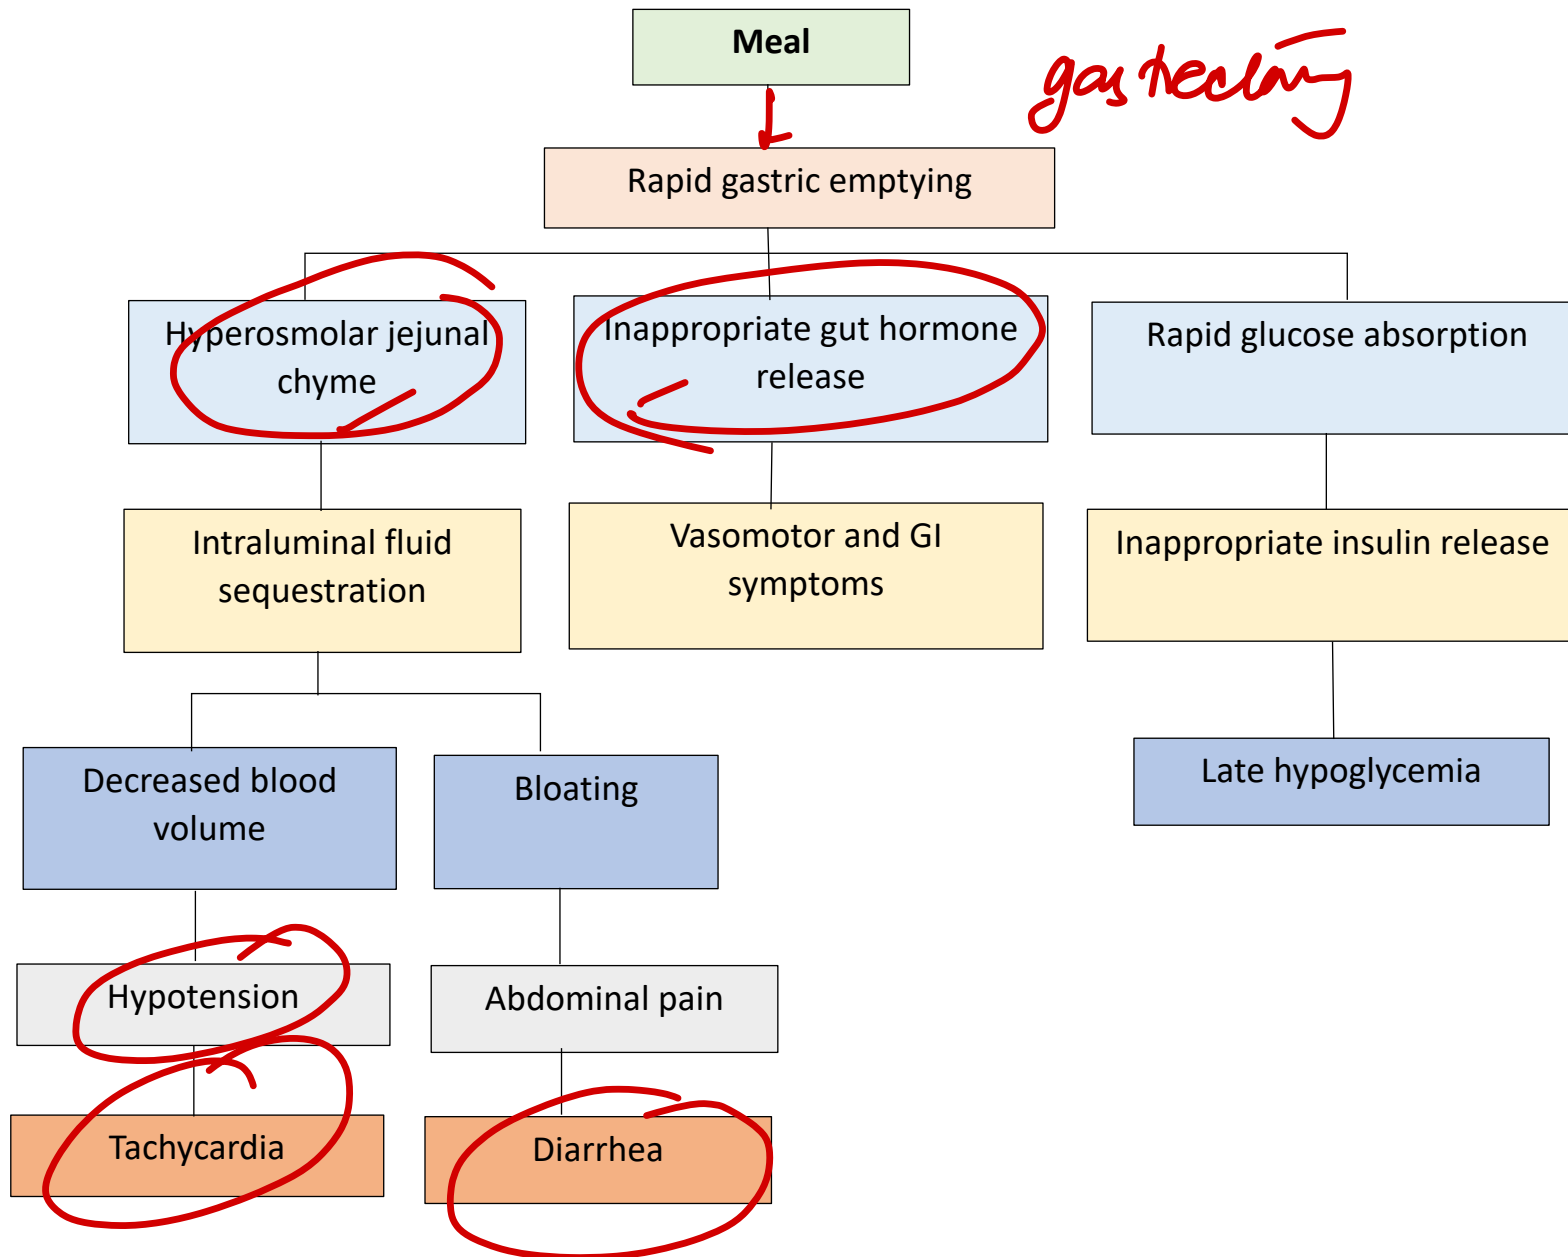 Meal
gastrectomy
Rapid gastric emptying
Hyperosmolar jejunal
chyme
Inappropriate gut hormone
release
Rapid glucose absorption
Intraluminal fluid
sequestration
Vasomotor and GI
symptoms
Inappropriate insulin release
Decreased blood
volume
Bloating
Late hypoglycemia
Hypotension
Abdominal pain
Tachycardia
Diarrhea